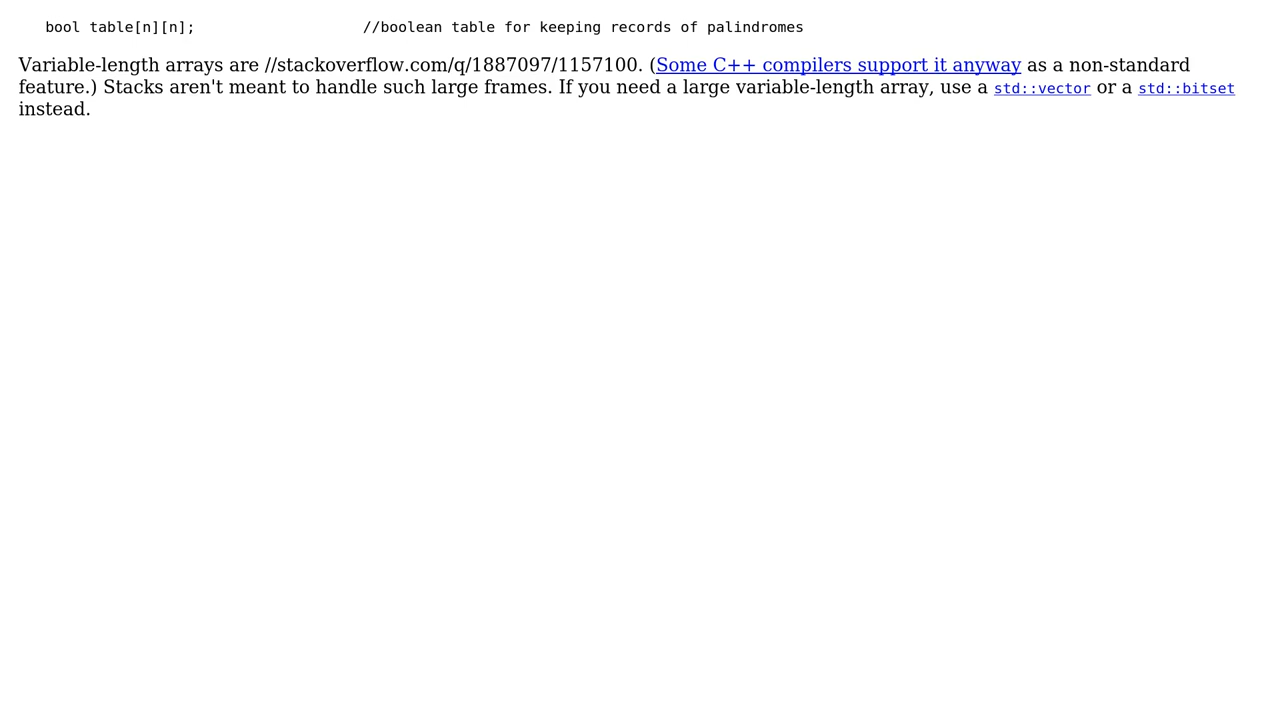 bool table[n][n];                   //boolean table for keeping records of palindromes
Variable-length arrays are //stackoverflow.com/q/1887097/1157100. (Some C++ compilers support it anyway as a non-standard
feature.) Stacks aren't meant to handle such large frames. If you need a large variable-length array, use a std::vector or a std::bitset
instead.